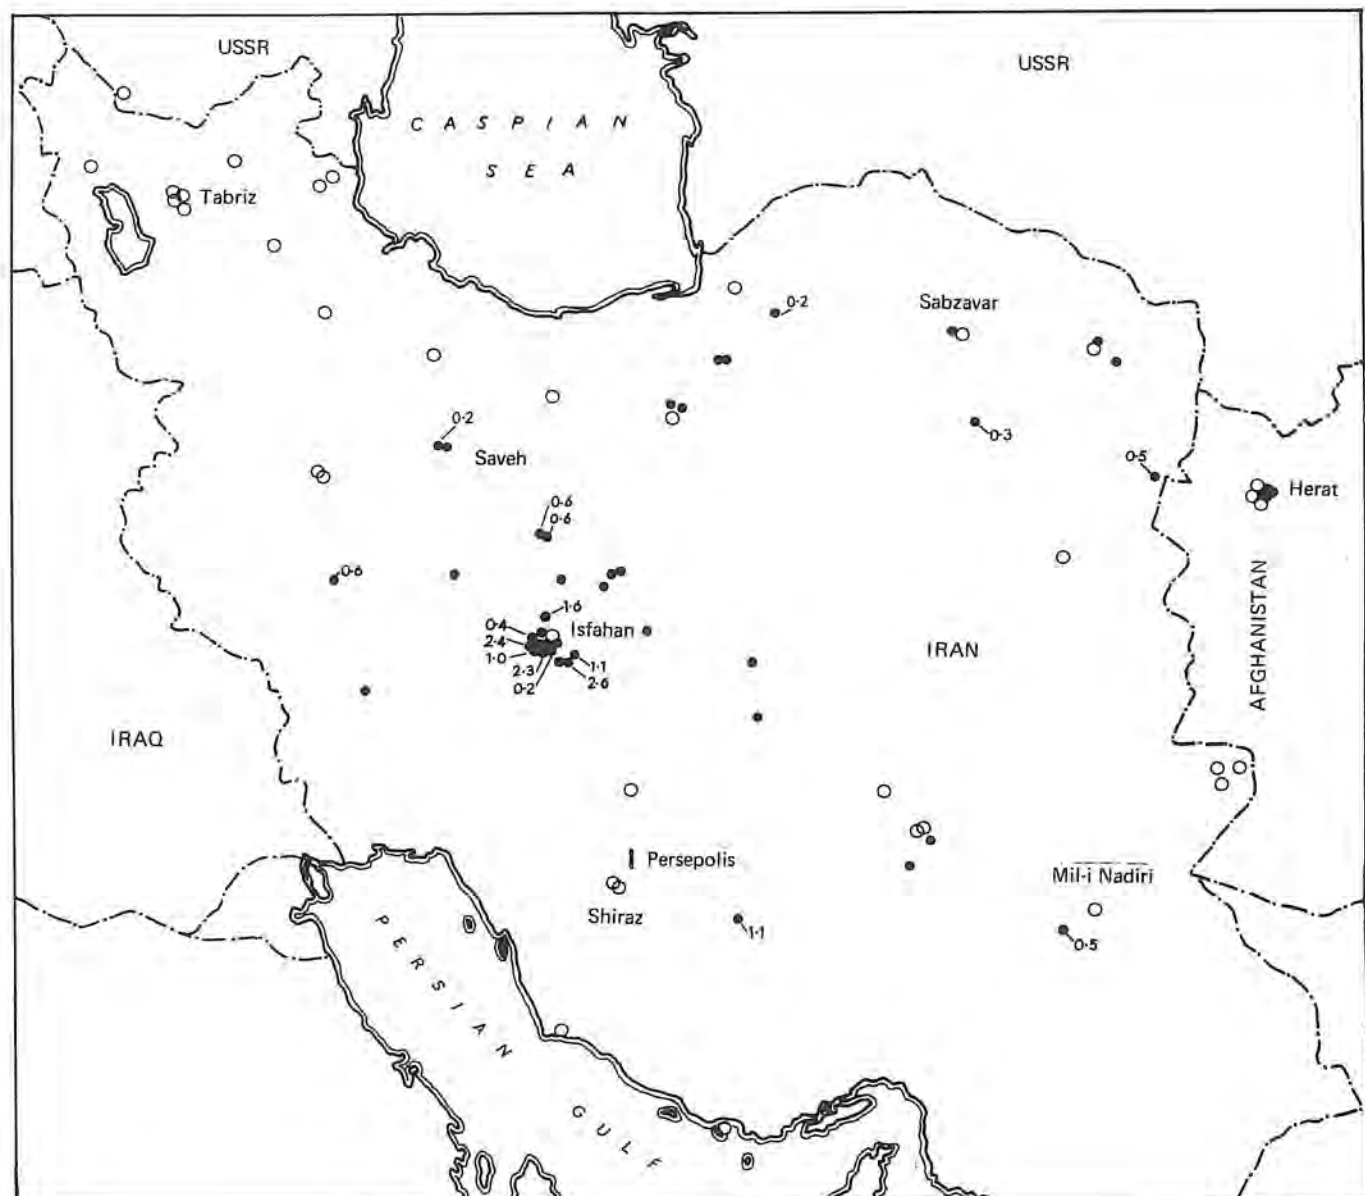 USSR
USSR
CASPIAN
SEA
Tabriz
0·2
Sabzavar
0·2
0·3
Saveh
0·5
Herat
0·6
0·6
0·6
AFGHANISTAN
1·6
0·4
Isfahan
2·4
1·0
1·1
2·3
2·6
0·2
IRAN
IRAQ
Persepolis
Mil-i Nadiri
Shiraz
1·1
0·5
PERSIAN
GULF